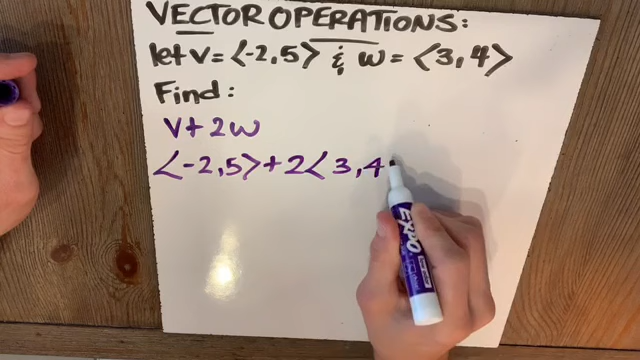 VECTOR OPERATIONS:
let v = <-2,5> & w = <3,4>
Find:
v + 2w
<-2,5> + 2<3,4
EXPO